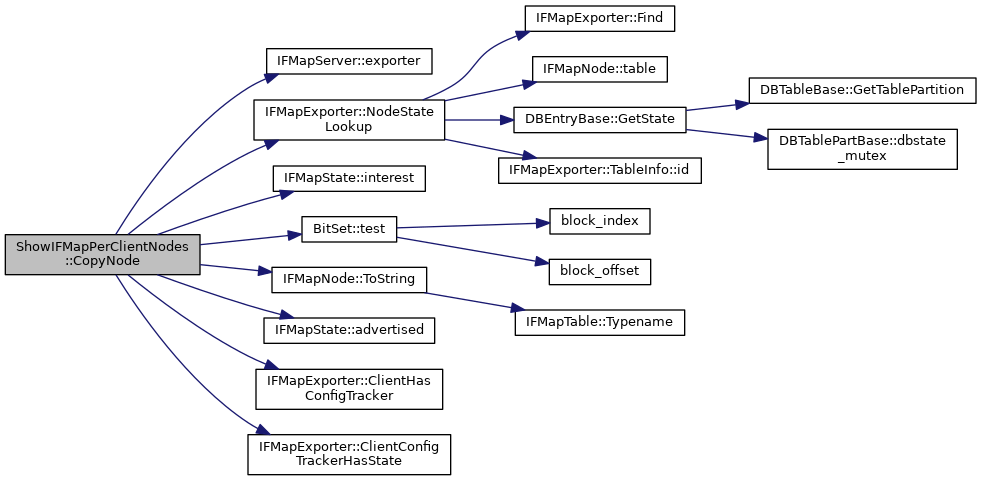 ShowIFMapPerClientNodes
::CopyNode
IFMapServer::exporter
IFMapExporter::NodeState
Lookup
IFMapExporter::Find
IFMapNode::table
DBEntryBase::GetState
DBTableBase::GetTablePartition
DBTablePartBase::dbstate
_mutex
IFMapExporter::TableInfo::id
IFMapState::interest
BitSet::test
block_index
block_offset
IFMapNode::ToString
IFMapTable::Typename
IFMapState::advertised
IFMapExporter::ClientHas
ConfigTracker
IFMapExporter::ClientConfig
TrackerHasState